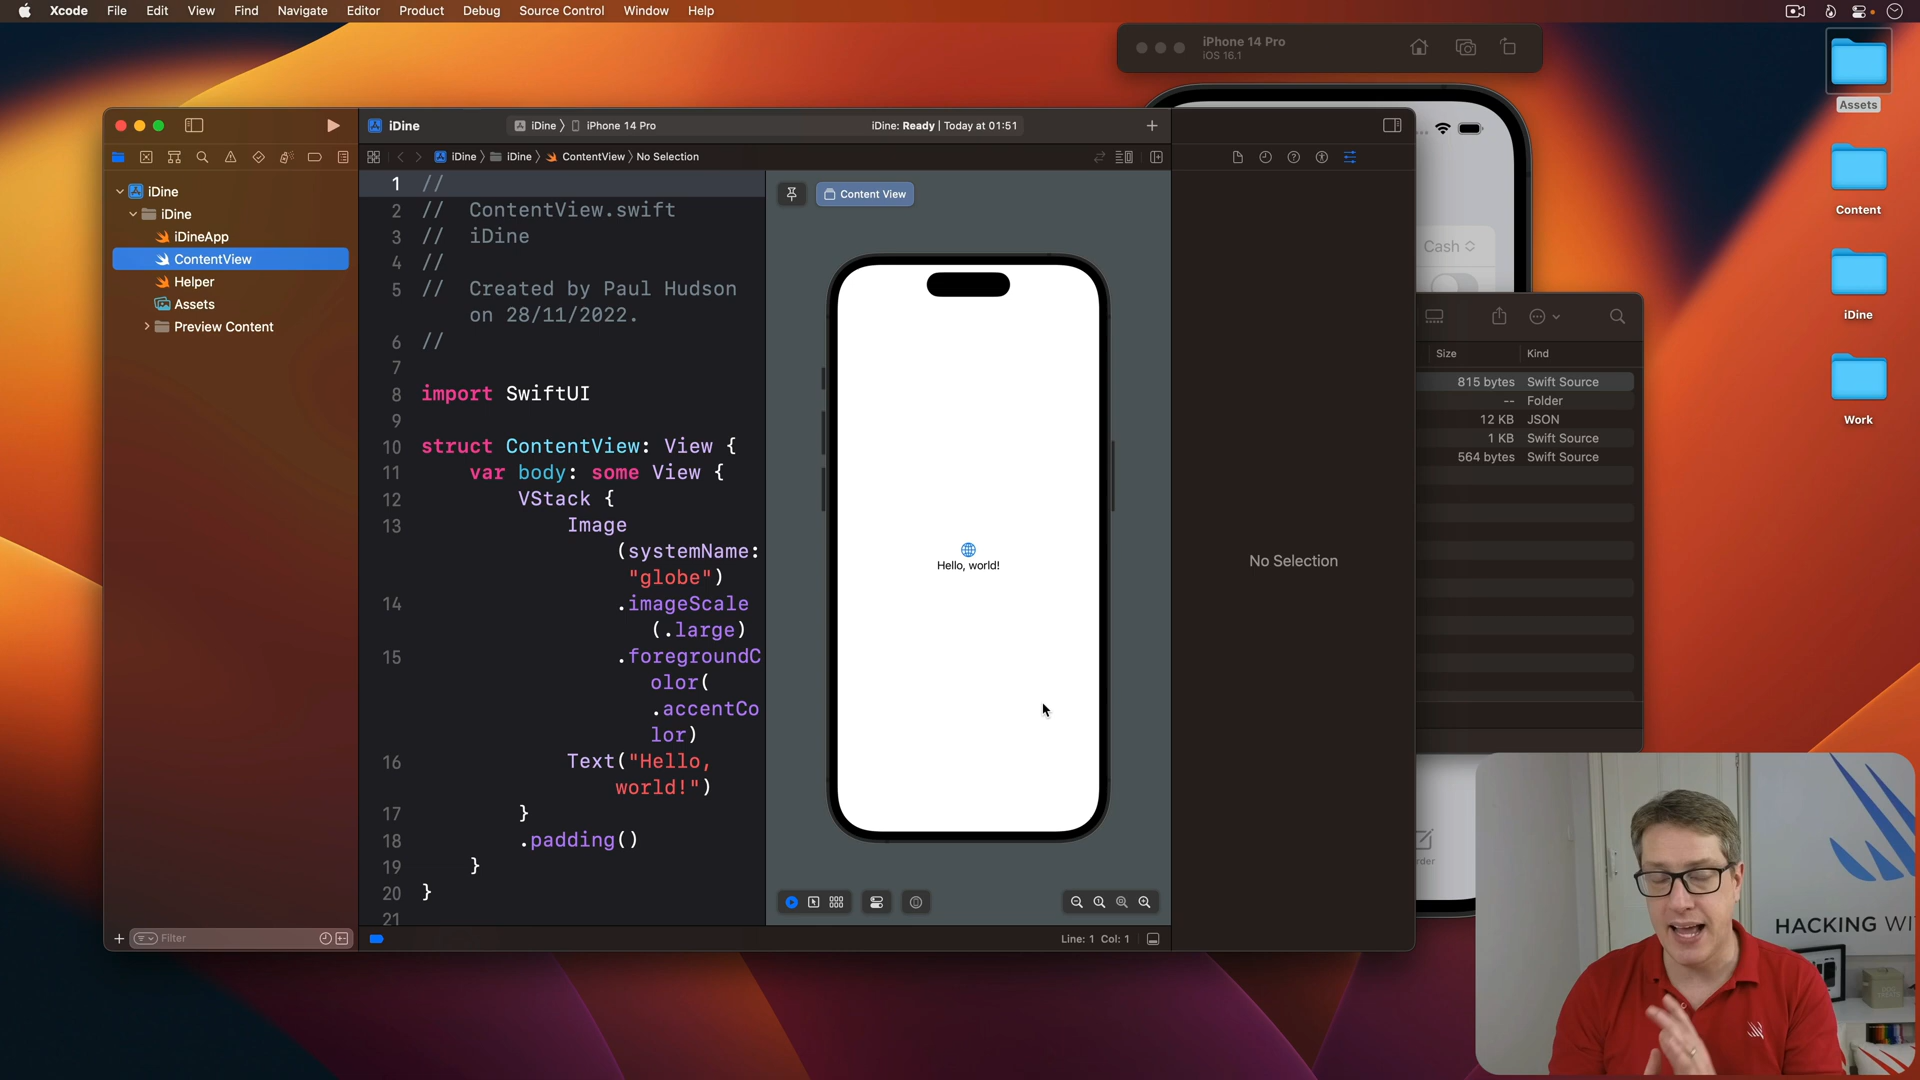 Xcode File Edit View Find Navigate Editor Product Debug Source Control Window Help
iPhone 14 Pro
iOS 16.1
Assets
Content
iDine
Work
iDine
iDine 〉 iPhone 14 Pro
iDine: Ready | Today at 01:51
iDine 〉 iDine 〉 ContentView 〉 No Selection
iDine
iDine
iDineApp
ContentView
Helper
Assets
Preview Content
Filter
1 //
2 // ContentView.swift
3 // iDine
4 //
5 // Created by Paul Hudson
on 28/11/2022.
6 //
7
8 import SwiftUI
9
10 struct ContentView: View {
11 var body: some View {
12 VStack {
13 Image
(systemName:
"globe")
14 .imageScale
(.large)
15 .foregroundC
olor(
.accentCo
lor)
16 Text("Hello,
world!")
17 }
18 .padding()
19 }
20 }
21
Content View
Hello, world!
Line: 1 Col: 1
No Selection
Cash
Size Kind
815 bytes Swift Source
-- Folder
12 KB JSON
1 KB Swift Source
564 bytes Swift Source
HACKING WI